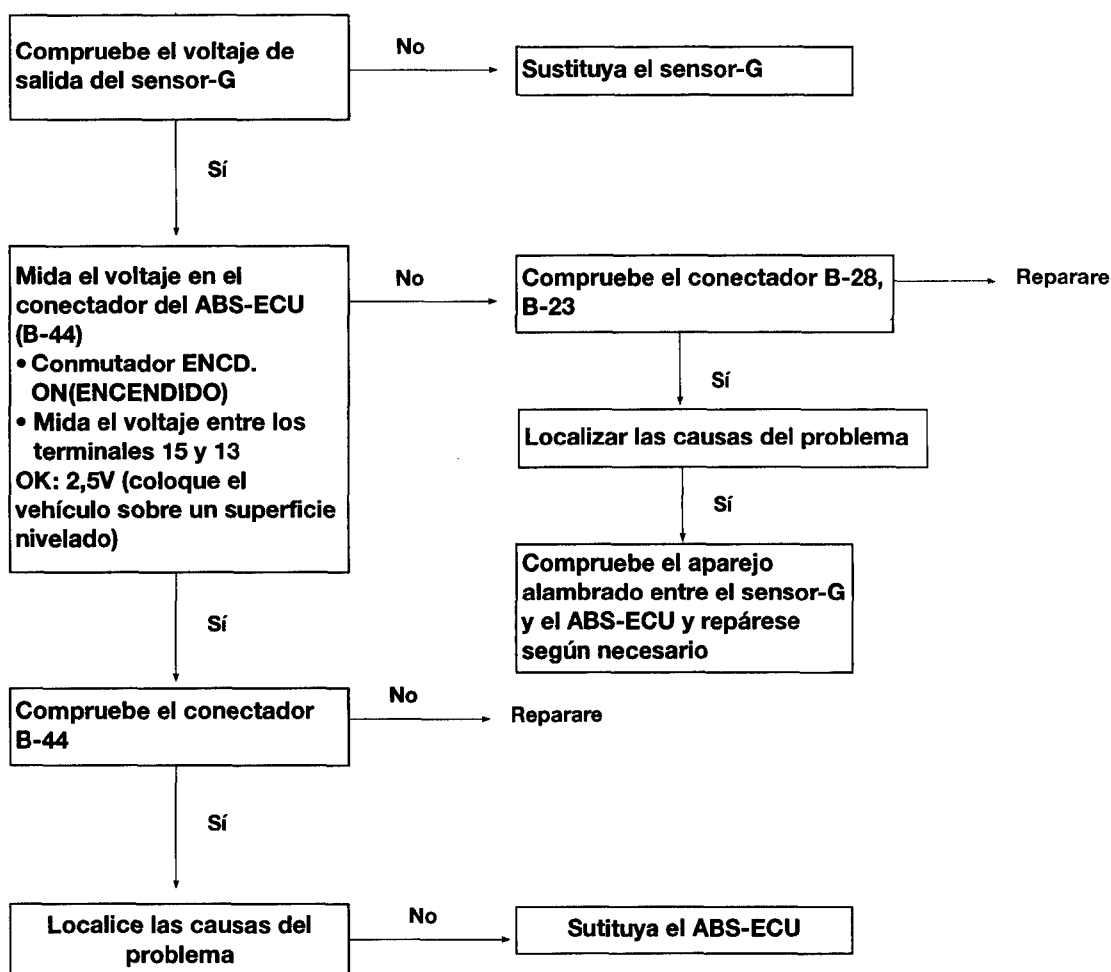 Compruebe el voltaje de
salida del sensor-G
No
Sustituya el sensor-G
Sí
Mida el voltaje en el
conectador del ABS-ECU
(B-44)
• Conmutador ENCD.
ON(ENCENDIDO)
• Mida el voltaje entre los
terminales 15 y 13
OK: 2,5V (coloque el
vehículo sobre un superficie
nivelado)
No
Compruebe el conectador B-28,
B-23
Reparare
Sí
Localizar las causas del problema
Sí
Compruebe el aparejo
alambrado entre el sensor-G
y el ABS-ECU y repárese
según necesario
Sí
Compruebe el conectador
B-44
No
Reparare
Sí
Localice las causas del
problema
No
Sutituya el ABS-ECU